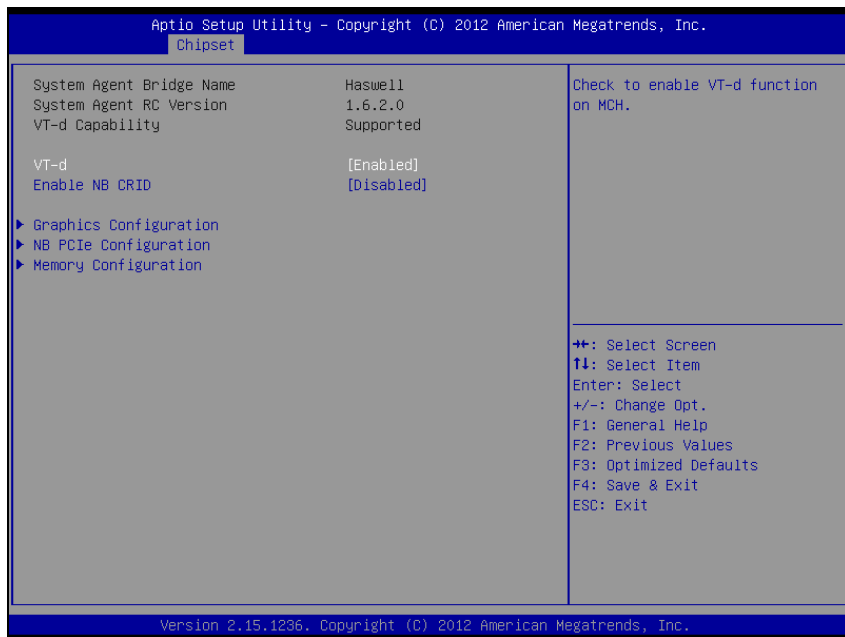 Aptio Setup Utility – Copyright (C) 2012 American Megatrends, Inc.
Chipset
System Agent Bridge Name Haswell
System Agent RC Version 1.6.2.0
VT-d Capability Supported
VT-d [Enabled]
Enable NB CRID [Disabled]
Graphics Configuration
NB PCIe Configuration
Memory Configuration
Check to enable VT-d function
on MCH.
→←: Select Screen
↑↓: Select Item
Enter: Select
+/-: Change Opt.
F1: General Help
F2: Previous Values
F3: Optimized Defaults
F4: Save & Exit
ESC: Exit
Version 2.15.1236. Copyright (C) 2012 American Megatrends, Inc.